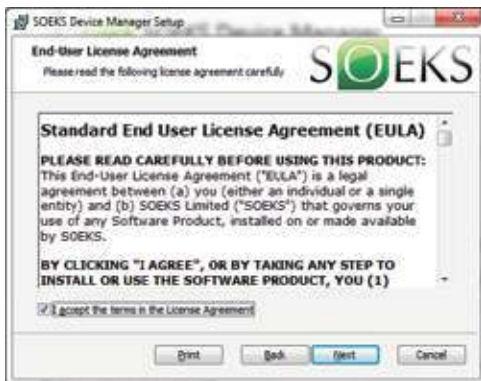 SOEKS Device Manager Setup
End-User License Agreement
Please read the following license agreement carefully
SOEKS
Standard End User License Agreement (EULA)
PLEASE READ CAREFULLY BEFORE USING THIS PRODUCT:
This End-User License Agreement ("EULA") is a legal
agreement between (a) you (either an individual or a single
entity) and (b) SOEKS Limited ("SOEKS") that governs your
use of any Software Product, installed on or made available
by SOEKS.
BY CLICKING "I AGREE", OR BY TAKING ANY STEP TO
INSTALL OR USE THE SOFTWARE PRODUCT, YOU (1)
I accept the terms in the License Agreement
Print
Back
Next
Cancel